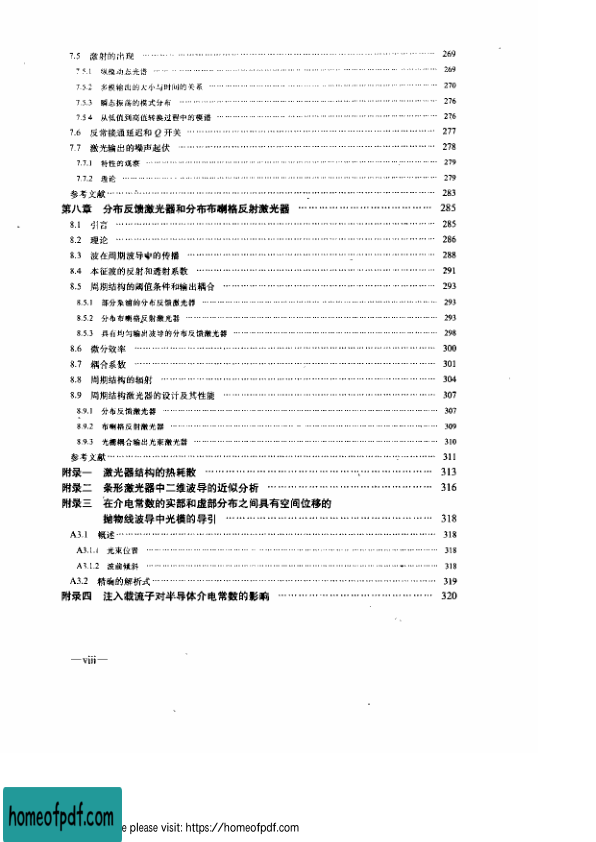 7.5 激射的出现 …… 269
7.5.1 纵模动态光谱 …… 269
7.5.2 多模输出的大小与时间的关系 …… 270
7.5.3 瞬态振荡的模式分布 …… 276
7.5.4 从低值到高值转换过程中的模谱 …… 276
7.6 反常能通延迟和Q开关 …… 277
7.7 激光输出的噪声起伏 …… 278
7.7.1 特性的观察 …… 279
7.7.2 理论 …… 279
参考文献 …… 283
第八章 分布反馈激光器和分布布喇格反射激光器 …… 285
8.1 引言 …… 285
8.2 理论 …… 286
8.3 波在周期波导中的传播 …… 288
8.4 本征波的反射和透射系数 …… 291
8.5 周期结构的阈值条件和输出耦合 …… 293
8.5.1 部分泵浦的分布反馈激光器 …… 293
8.5.2 分布布喇格反射激光器 …… 293
8.5.3 具有均匀输出波导的分布反馈激光器 …… 298
8.6 微分效率 …… 300
8.7 耦合系数 …… 301
8.8 周期结构的辐射 …… 304
8.9 周期结构激光器的设计及其性能 …… 307
8.9.1 分布反馈激光器 …… 307
8.9.2 布喇格反射激光器 …… 309
8.9.3 光栅耦合输出光束激光器 …… 310
参考文献 …… 311
附录一 激光器结构的热耗散 …… 313
附录二 条形激光器中二维波导的近似分析 …… 316
附录三 在介电常数的实部和虚部分布之间具有空间位移的
抛物线波导中光模的导引 …… 318
A3.1 概述 …… 318
A3.1.1 光束位置 …… 318
A3.1.2 波前倾斜 …… 318
A3.2 精确的解析式 …… 319
附录四 注入载流子对半导体介电常数的影响 …… 320
—viii—
homeofpdf.com
e please visit: https://homeofpdf.com